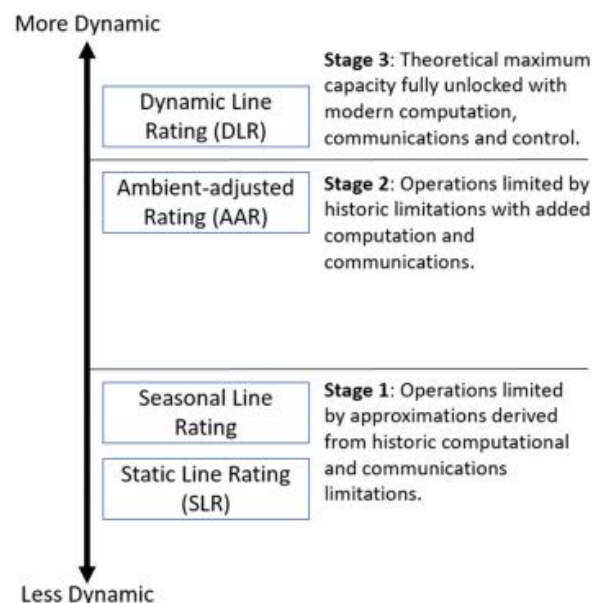 More Dynamic
Stage 3: Theoretical maximum
capacity fully unlocked with
modern computation,
communications and control.
Dynamic Line
Rating (DLR)
Stage 2: Operations limited by
historic limitations with added
computation and
communications.
Ambient-adjusted
Rating (AAR)
Stage 1: Operations limited
by approximations derived
from historic computational
and communications
limitations.
Seasonal Line
Rating
Static Line Rating
(SLR)
Less Dynamic